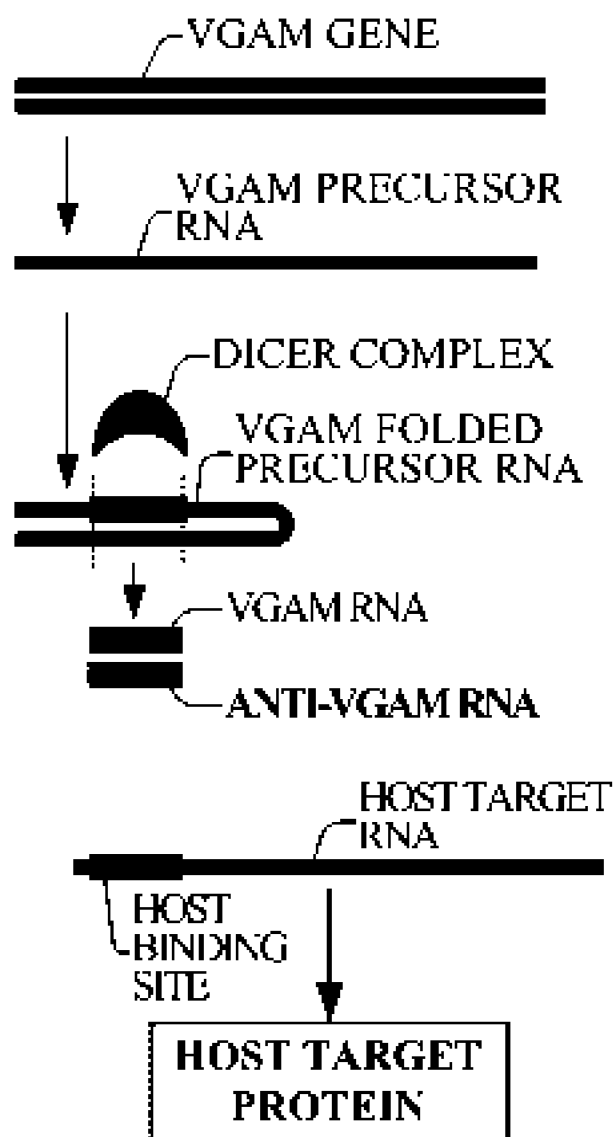 VGAM GENE
VGAM PRECURSOR
RNA
DICER COMPLEX
VGAM FOLDED
PRECURSOR RNA
VGAM RNA
ANTI-VGAM RNA
HOST TARGET
RNA
HOST
BINDING
SITE
HOST TARGET
PROTEIN